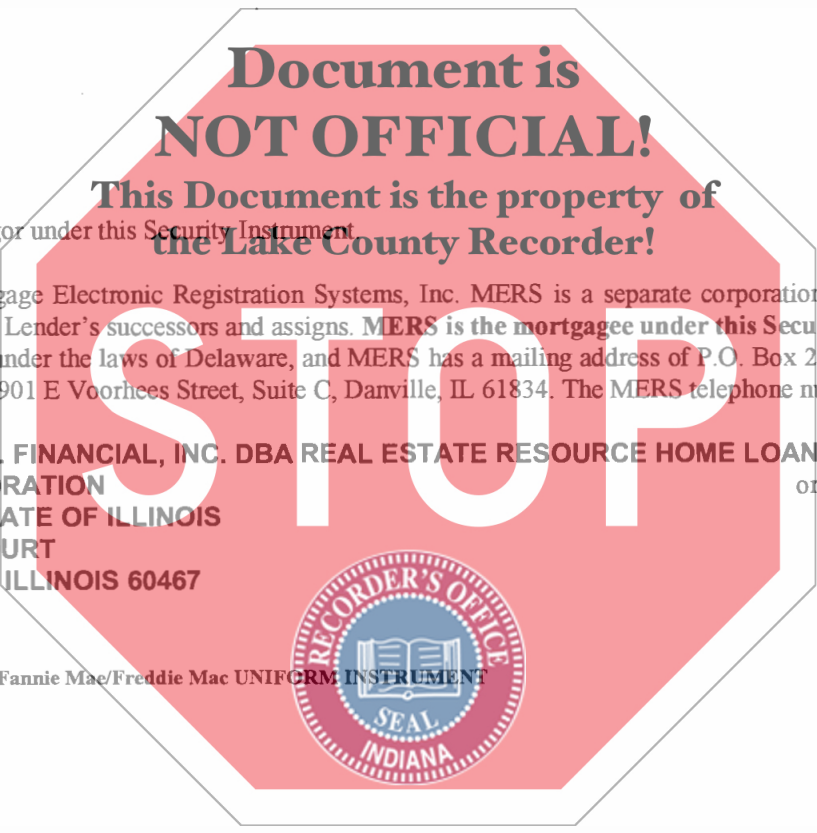 Document is
NOT OFFICIAL!
This Document is the property of
the Lake County Recorder!
or under this Security Instrument.
gage Electronic Registration Systems, Inc. MERS is a separate corporation
Lender's successors and assigns. MERS is the mortgagee under this Secu
under the laws of Delaware, and MERS has a mailing address of P.O. Box 2
901 E Voorhees Street, Suite C, Danville, IL 61834. The MERS telephone n
STOP
. FINANCIAL, INC. DBA REAL ESTATE RESOURCE HOME LOAN
RATION or
ATE OF ILLINOIS
URT
ILLINOIS 60467
Fannie Mae/Freddie Mac UNIFORM INSTRUMENT
RECORDER'S OFFICE
SEAL
INDIANA